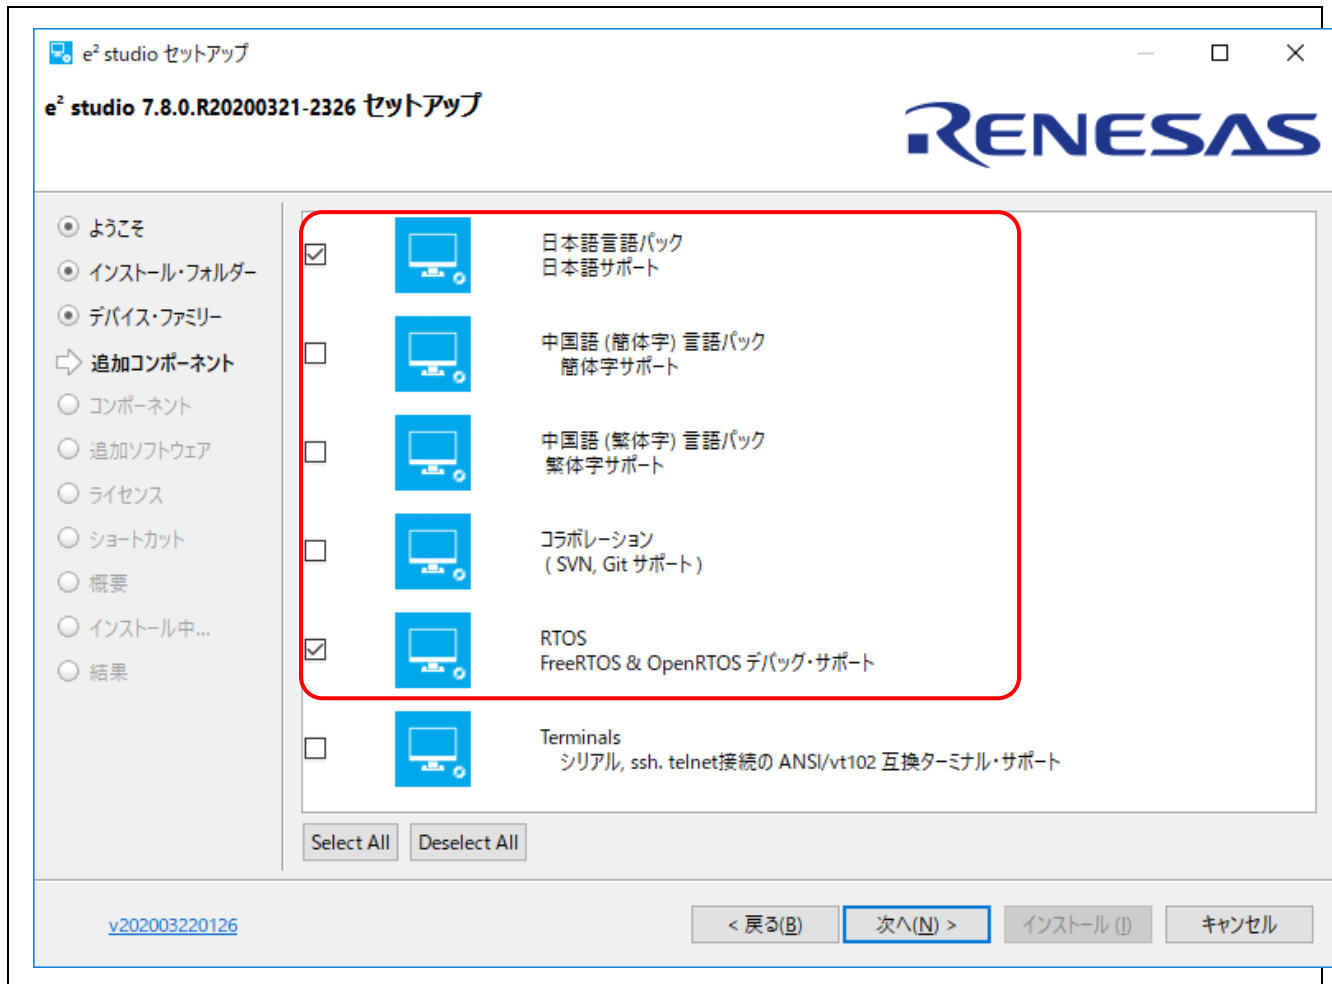 e² studio セットアップ
e² studio 7.8.0.R20200321-2326 セットアップ
RENESAS
ようこそ
インストール・フォルダー
デバイス・ファミリー
追加コンポーネント
コンポーネント
追加ソフトウェア
ライセンス
ショートカット
概要
インストール中...
結果
日本語言語パック
日本語サポート
中国語 (簡体字) 言語パック
簡体字サポート
中国語 (繁体字) 言語パック
繁体字サポート
コラボレーション
( SVN, Git サポート )
RTOS
FreeRTOS & OpenRTOS デバッグ・サポート
Terminals
シリアル, ssh. telnet接続の ANSI/vt102 互換ターミナル・サポート
Select All
Deselect All
v202003220126
< 戻る(B)
次へ(N) >
インストール (I)
キャンセル